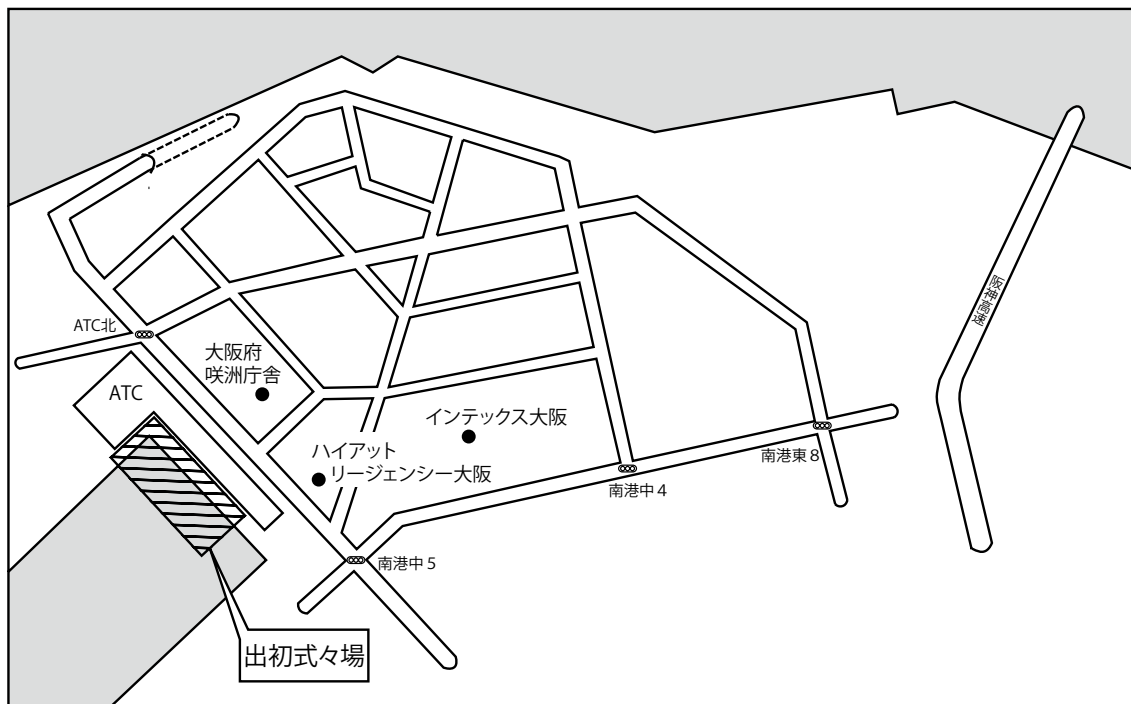 阪神高速
ATC北
大阪府
咲洲庁舎
ATC
インテックス大阪
ハイアット
リージェンシー大阪
南港東8
南港中4
南港中5
出初式々場